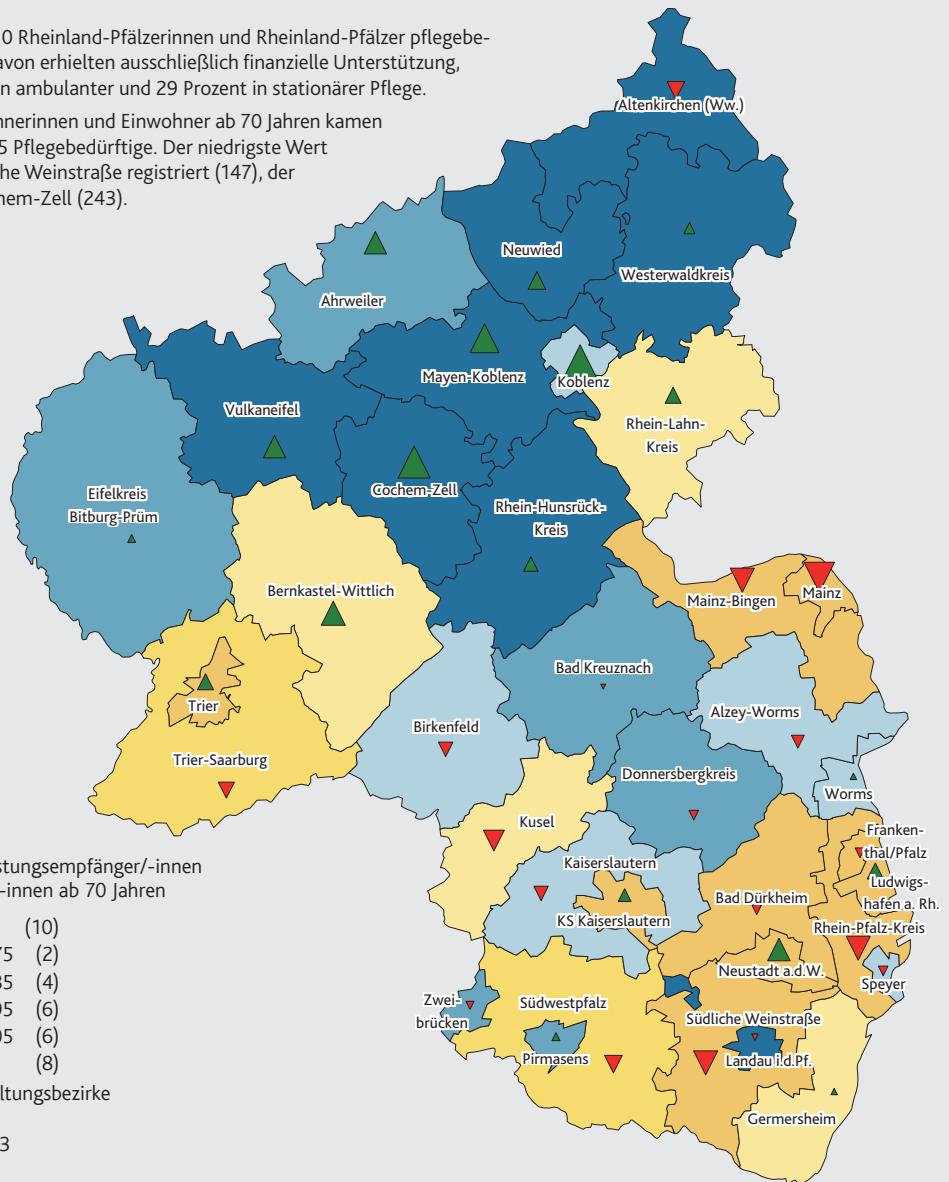 0 Rheinland-Pfälzerinnen und Rheinland-Pfälzer pflegebe-
avon erhielten ausschließlich finanzielle Unterstützung,
n ambulanter und 29 Prozent in stationärer Pflege.
nnerinnen und Einwohner ab 70 Jahren kamen
5 Pflegebedürftige. Der niedrigste Wert
he Weinstraße registriert (147), der
hem-Zell (243).
Altenkirchen (Ww.)
Neuwied
Westerwaldkreis
Ahrweiler
Mayen-Koblenz
Koblenz
Vulkaneifel
Rhein-Lahn-
Kreis
Cochem-Zell
Eifelkreis
Bitburg-Prüm
Rhein-Hunsrück-
Kreis
Bernkastel-Wittlich
Mainz-Bingen
Mainz
Bad Kreuznach
Trier
Alzey-Worms
Birkenfeld
Trier-Saarburg
Donnersbergkreis
Worms
Kusel
Franken-
thal/Pfalz
stungsempfänger/-innen
-innen ab 70 Jahren
Kaiserslautern
Ludwigs-
hafen a. Rh.
Bad Dürkheim
KS Kaiserslautern
Rhein-Pfalz-Kreis
(10)
75 (2)
35 (4)
95 (6)
05 (6)
(8)
Neustadt a.d.W.
Speyer
Zwei-
brücken
Südwestpfalz
Südliche Weinstraße
Pirmasens
Landau i.d.Pf.
ltungsbezirke
Germersheim
3